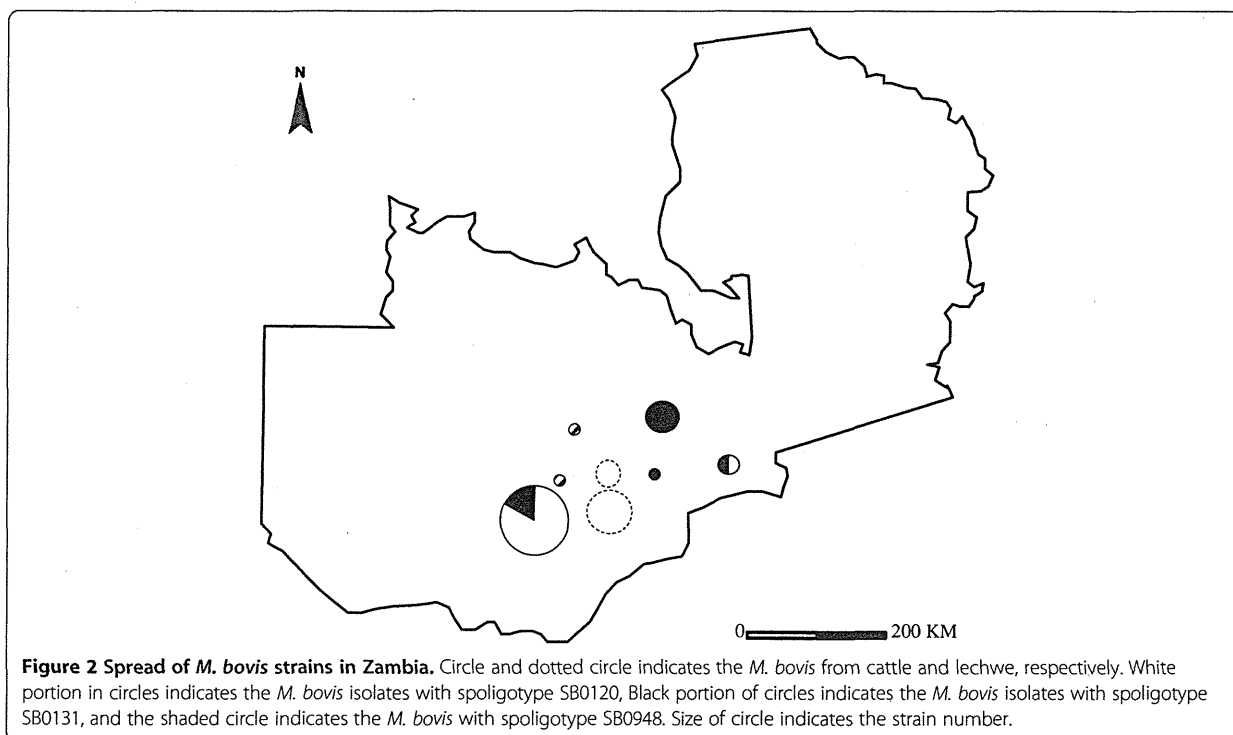 N
0 200 KM
Figure 2 Spread of M. bovis strains in Zambia. Circle and dotted circle indicates the M. bovis from cattle and lechwe, respectively. White
portion in circles indicates the M. bovis isolates with spoligotype SB0120, Black portion of circles indicates the M. bovis isolates with spoligotype
SB0131, and the shaded circle indicates the M. bovis with spoligotype SB0948. Size of circle indicates the strain number.